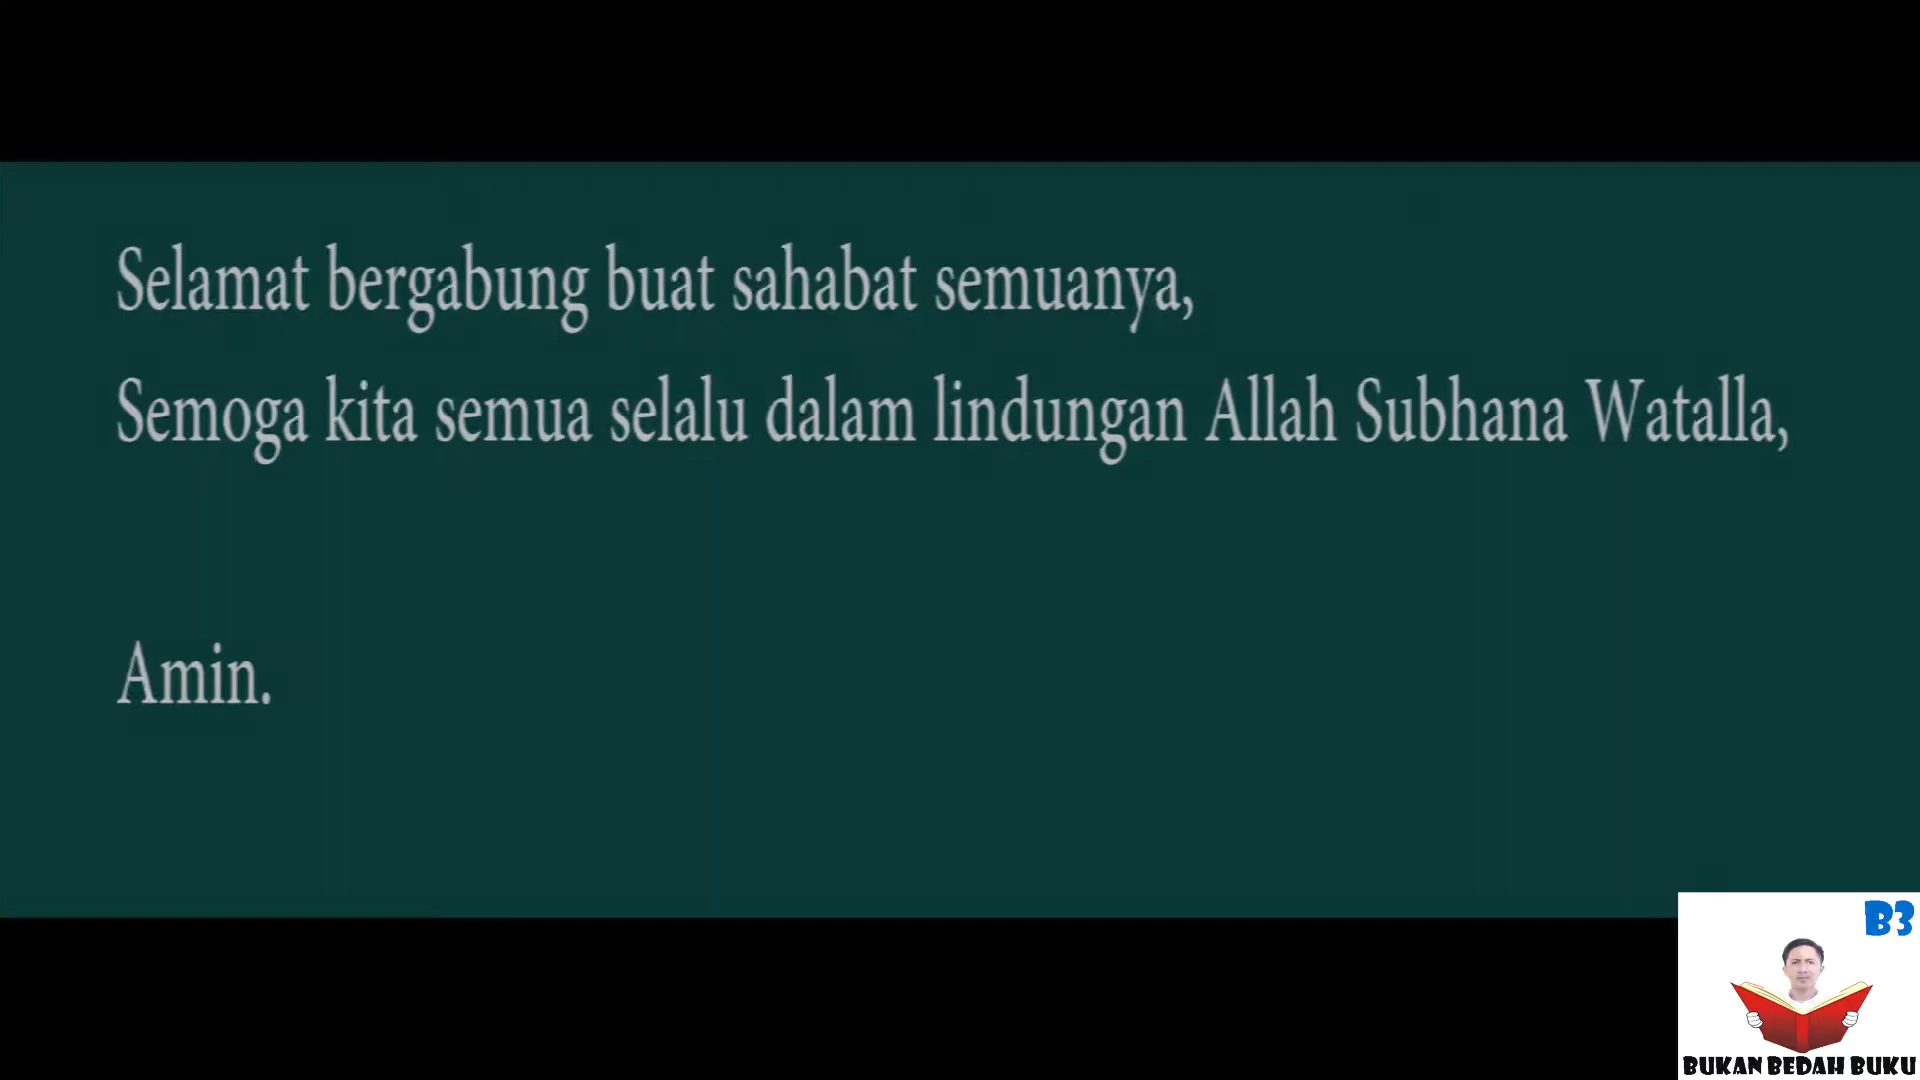 Selamat bergabung buat sahabat semuanya,
Semoga kita semua selalu dalam lindungan Allah Subhana Watalla,
Amin.
B3
BUKAN BEDAH BUKU